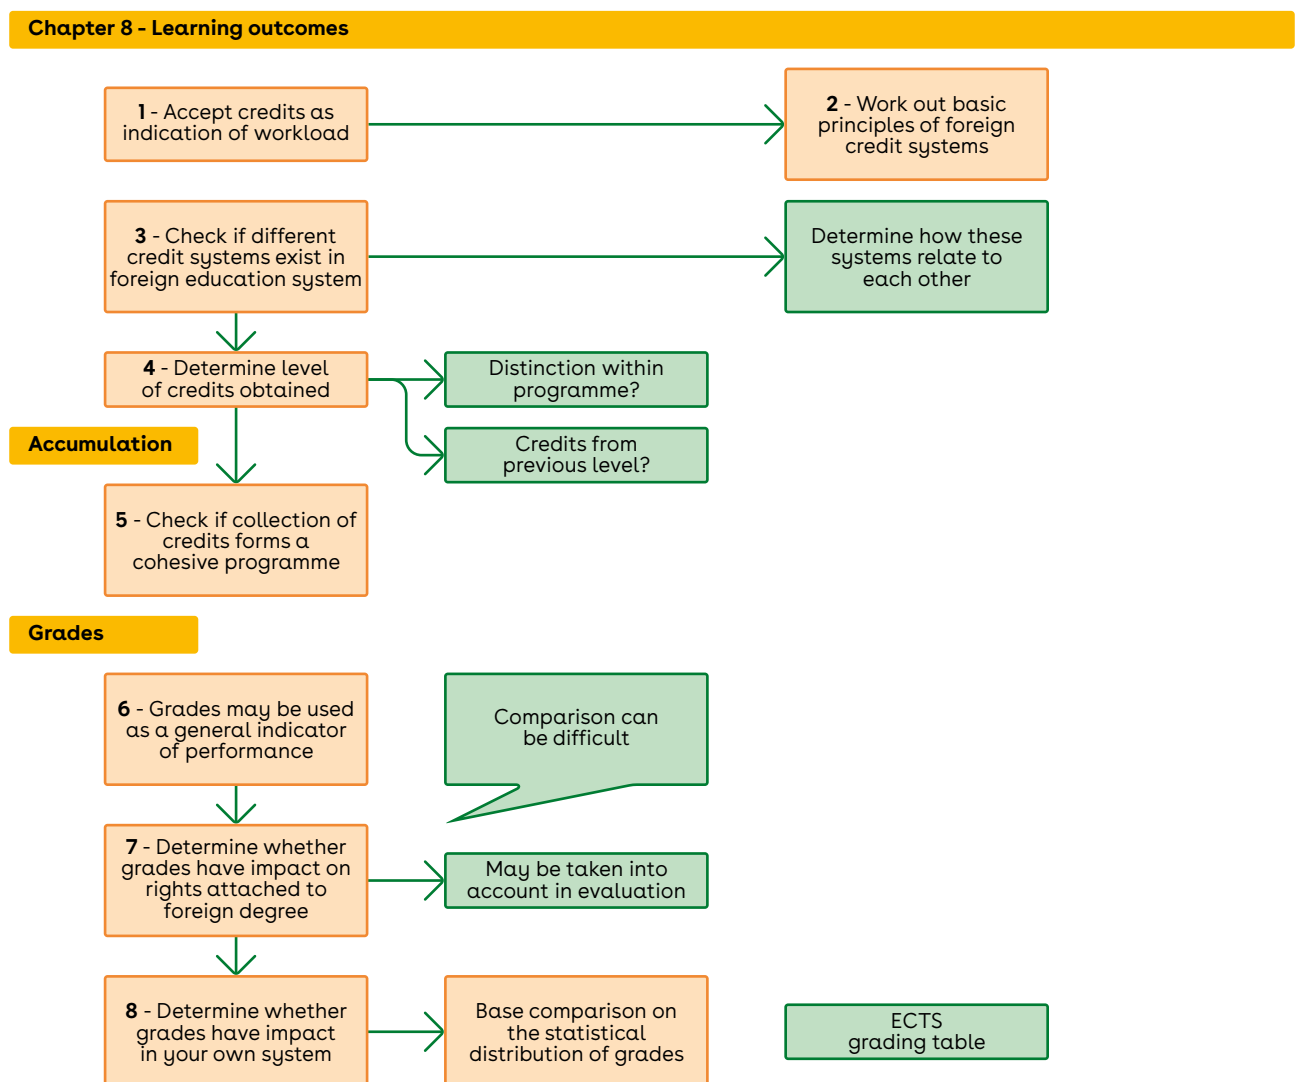 Chapter 8 - Learning outcomes
1 - Accept credits as
indication of workload
2 - Work out basic
principles of foreign
credit systems
3 - Check if different
credit systems exist in
foreign education system
Determine how these
systems relate to
each other
4 - Determine level
of credits obtained
Distinction within
programme?
Credits from
previous level?
Accumulation
5 - Check if collection of
credits forms a
cohesive programme
Grades
6 - Grades may be used
as a general indicator
of performance
Comparison can
be difficult
7 - Determine whether
grades have impact on
rights attached to
foreign degree
May be taken into
account in evaluation
8 - Determine whether
grades have impact
in your own system
Base comparison on
the statistical
distribution of grades
ECTS
grading table